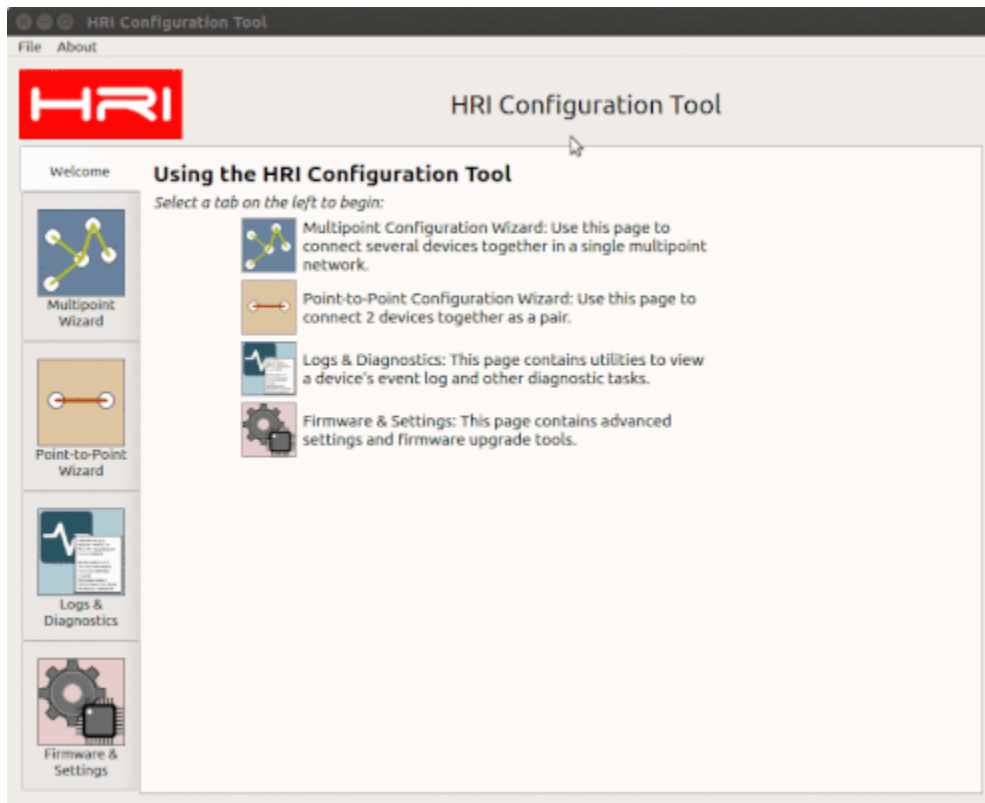 HRI Configuration Tool
File About
HRI
HRI Configuration Tool
Welcome
Using the HRI Configuration Tool
Select a tab on the left to begin:
Multipoint Configuration Wizard: Use this page to
connect several devices together in a single multipoint
network.
Point-to-Point Configuration Wizard: Use this page to
connect 2 devices together as a pair.
Logs & Diagnostics: This page contains utilities to view
a device's event log and other diagnostic tasks.
Firmware & Settings: This page contains advanced
settings and firmware upgrade tools.
Multipoint
Wizard
Point-to-Point
Wizard
Logs &
Diagnostics
Firmware &
Settings